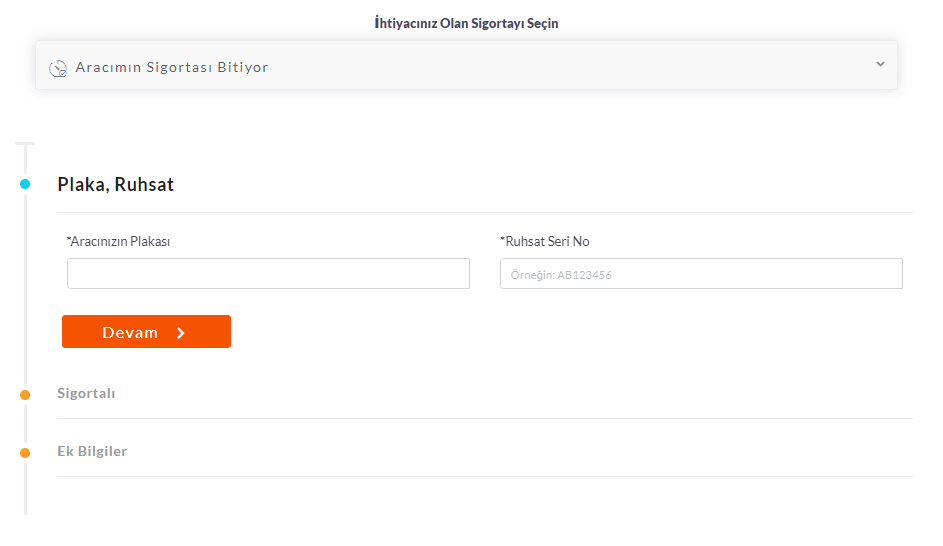 İhtiyacınız Olan Sigortayı Seçin
Aracımın Sigortası Bitiyor
Plaka, Ruhsat
*Aracınızın Plakası
*Ruhsat Seri No
Örneğin: AB123456
Devam
Sigortalı
Ek Bilgiler